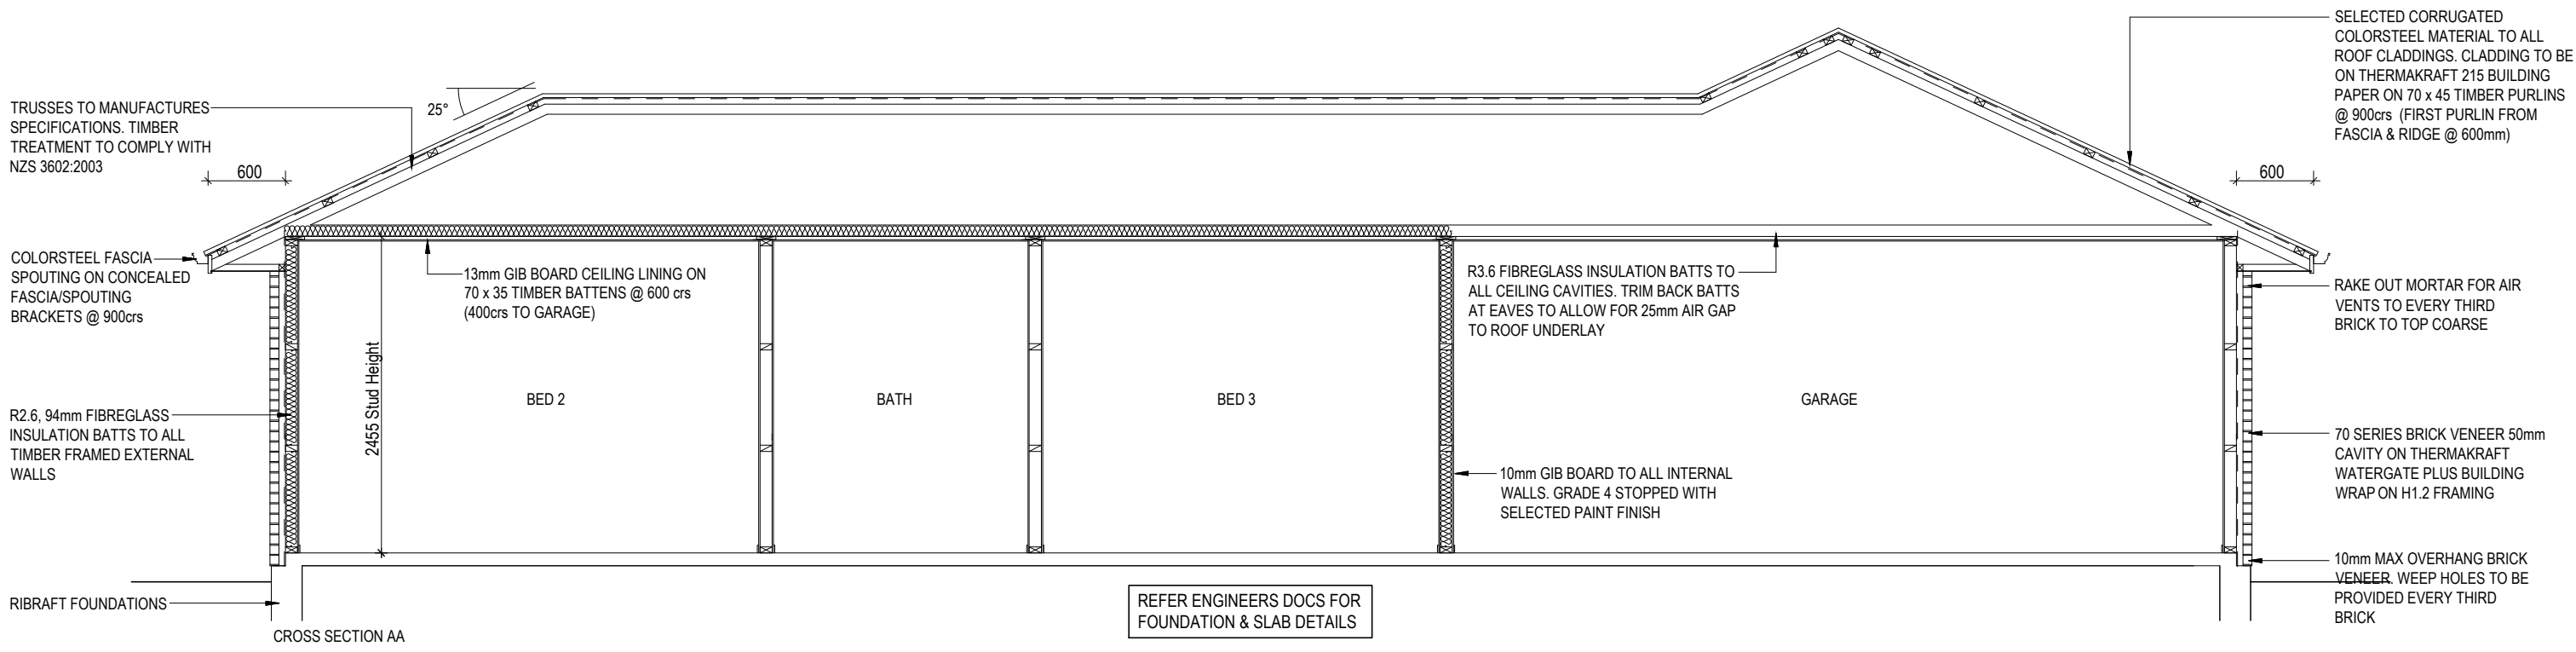 TRUSSES TO MANUFACTURES
SPECIFICATIONS. TIMBER
TREATMENT TO COMPLY WITH
NZS 3602:2003
600
25°
COLORSTEEL FASCIA
SPOUTING ON CONCEALED
FASCIA/SPOUTING
BRACKETS @ 900crs
R2.6, 94mm FIBREGLASS
INSULATION BATTS TO ALL
TIMBER FRAMED EXTERNAL
WALLS
RIBRAFT FOUNDATIONS
CROSS SECTION AA
2455 Stud Height
13mm GIB BOARD CEILING LINING ON
70 x 35 TIMBER BATTENS @ 600 crs
(400crs TO GARAGE)
BED 2
BATH
BED 3
GARAGE
R3.6 FIBREGLASS INSULATION BATTS TO
ALL CEILING CAVITIES. TRIM BACK BATTS
AT EAVES TO ALLOW FOR 25mm AIR GAP
TO ROOF UNDERLAY
10mm GIB BOARD TO ALL INTERNAL
WALLS. GRADE 4 STOPPED WITH
SELECTED PAINT FINISH
REFER ENGINEERS DOCS FOR
FOUNDATION & SLAB DETAILS
SELECTED CORRUGATED
COLORSTEEL MATERIAL TO ALL
ROOF CLADDINGS. CLADDING TO BE
ON THERMAKRAFT 215 BUILDING
PAPER ON 70 x 45 TIMBER PURLINS
@ 900crs (FIRST PURLIN FROM
FASCIA & RIDGE @ 600mm)
600
RAKE OUT MORTAR FOR AIR
VENTS TO EVERY THIRD
BRICK TO TOP COARSE
70 SERIES BRICK VENEER 50mm
CAVITY ON THERMAKRAFT
WATERGATE PLUS BUILDING
WRAP ON H1.2 FRAMING
10mm MAX OVERHANG BRICK
VENEER. WEEP HOLES TO BE
PROVIDED EVERY THIRD
BRICK